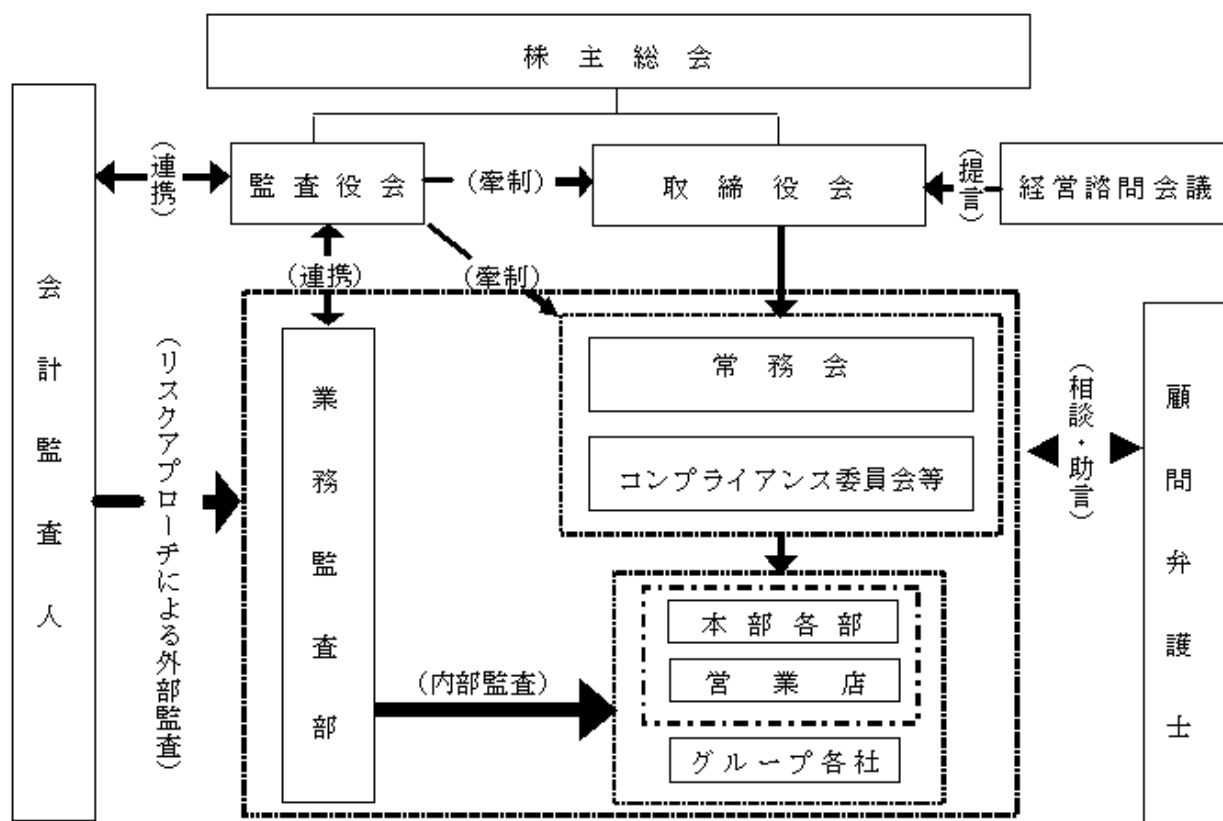 株主総会
監査役会
取締役会
経営諮問会議
(連携)
(牽制)
(提言)
(連携)
(牽制)
会計監査人
(リスクアプローチによる外部監査)
業務監査部
常務会
コンプライアンス委員会等
(相談・助言)
顧問弁護士
(内部監査)
本部各部
営業店
グループ各社